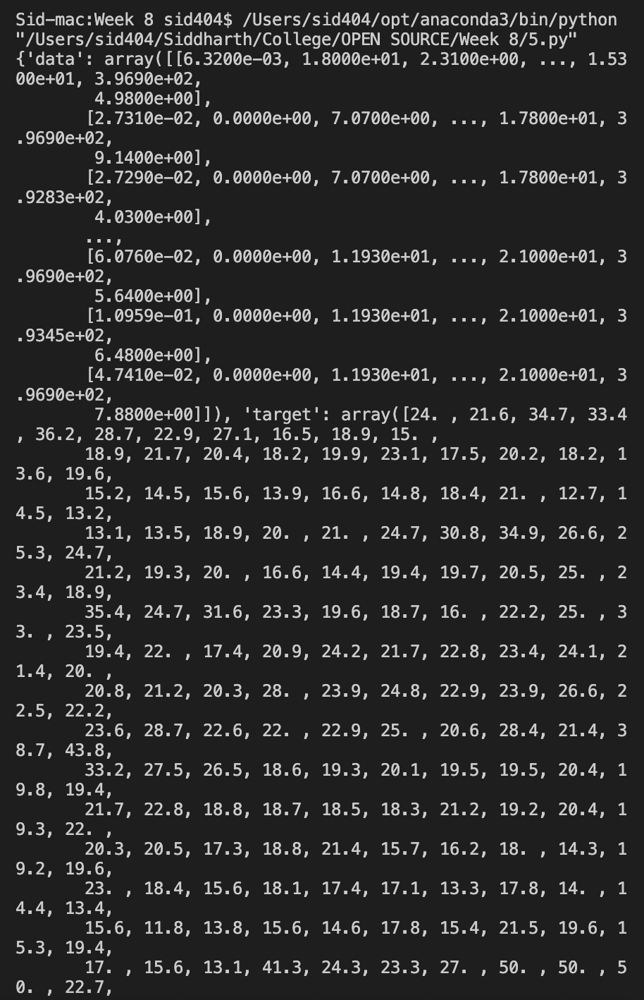 Sid-mac:Week 8 sid404$ /Users/sid404/opt/anaconda3/bin/python
"/Users/sid404/Siddharth/College/OPEN SOURCE/Week 8/5.py"
{'data': array([[6.3200e-03, 1.8000e+01, 2.3100e+00, ..., 1.53
00e+01, 3.9690e+02,
        4.9800e+00],
       [2.7310e-02, 0.0000e+00, 7.0700e+00, ..., 1.7800e+01, 3
.9690e+02,
        9.1400e+00],
       [2.7290e-02, 0.0000e+00, 7.0700e+00, ..., 1.7800e+01, 3
.9283e+02,
        4.0300e+00],
       ...,
       [6.0760e-02, 0.0000e+00, 1.1930e+01, ..., 2.1000e+01, 3
.9690e+02,
        5.6400e+00],
       [1.0959e-01, 0.0000e+00, 1.1930e+01, ..., 2.1000e+01, 3
.9345e+02,
        6.4800e+00],
       [4.7410e-02, 0.0000e+00, 1.1930e+01, ..., 2.1000e+01, 3
.9690e+02,
        7.8800e+00]]), 'target': array([24. , 21.6, 34.7, 33.4
, 36.2, 28.7, 22.9, 27.1, 16.5, 18.9, 15. ,
       18.9, 21.7, 20.4, 18.2, 19.9, 23.1, 17.5, 20.2, 18.2, 1
3.6, 19.6,
       15.2, 14.5, 15.6, 13.9, 16.6, 14.8, 18.4, 21. , 12.7, 1
4.5, 13.2,
       13.1, 13.5, 18.9, 20. , 21. , 24.7, 30.8, 34.9, 26.6, 2
5.3, 24.7,
       21.2, 19.3, 20. , 16.6, 14.4, 19.4, 19.7, 20.5, 25. , 2
3.4, 18.9,
       35.4, 24.7, 31.6, 23.3, 19.6, 18.7, 16. , 22.2, 25. , 3
3. , 23.5,
       19.4, 22. , 17.4, 20.9, 24.2, 21.7, 22.8, 23.4, 24.1, 2
1.4, 20. ,
       20.8, 21.2, 20.3, 28. , 23.9, 24.8, 22.9, 23.9, 26.6, 2
2.5, 22.2,
       23.6, 28.7, 22.6, 22. , 22.9, 25. , 20.6, 28.4, 21.4, 3
8.7, 43.8,
       33.2, 27.5, 26.5, 18.6, 19.3, 20.1, 19.5, 19.5, 20.4, 1
9.8, 19.4,
       21.7, 22.8, 18.8, 18.7, 18.5, 18.3, 21.2, 19.2, 20.4, 1
9.3, 22. ,
       20.3, 20.5, 17.3, 18.8, 21.4, 15.7, 16.2, 18. , 14.3, 1
9.2, 19.6,
       23. , 18.4, 15.6, 18.1, 17.4, 17.1, 13.3, 17.8, 14. , 1
4.4, 13.4,
       15.6, 11.8, 13.8, 15.6, 14.6, 17.8, 15.4, 21.5, 19.6, 1
5.3, 19.4,
       17. , 15.6, 13.1, 41.3, 24.3, 23.3, 27. , 50. , 50. , 5
0. , 22.7,